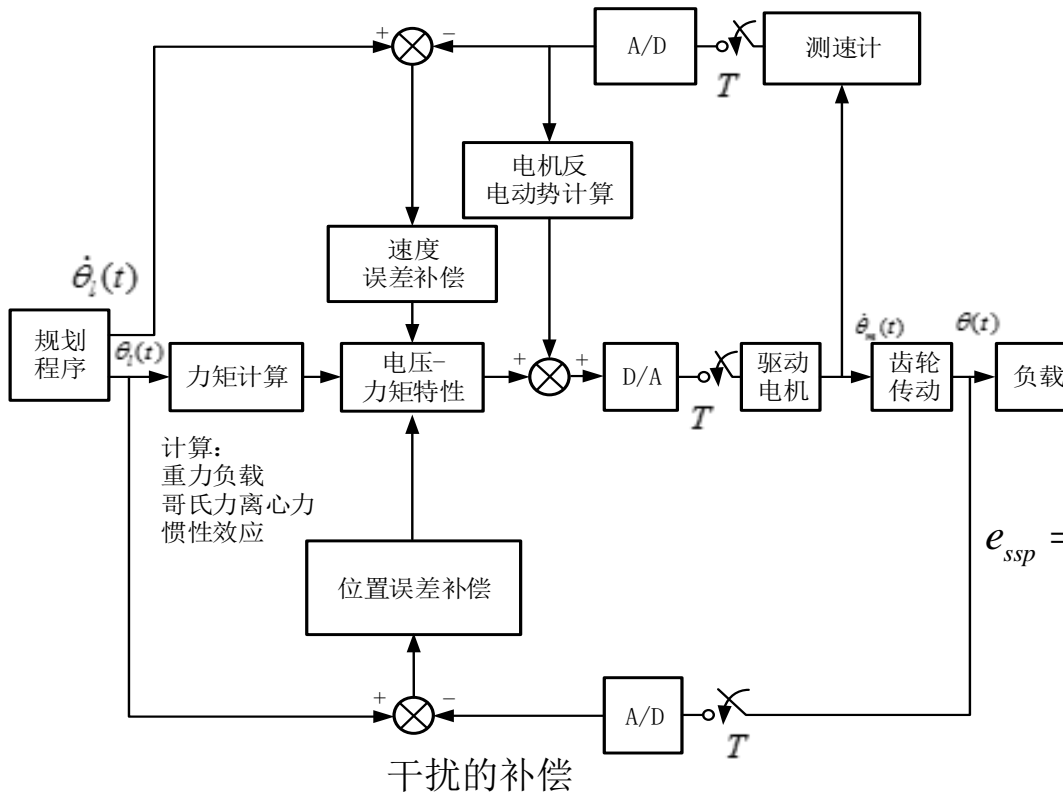 +
−
A/D
T
测速计
电机反
电动势计算
速度
误差补偿
θ̇_l(t)
规划
程序
θ_l(t)
力矩计算
电压-
力矩特性
+
+
D/A
T
驱动
电机
θ̇_m(t)
齿轮
传动
θ(t)
负载
计算:
重力负载
哥氏力离心力
惯性效应
e_ssp =
位置误差补偿
+
−
A/D
T
干扰的补偿